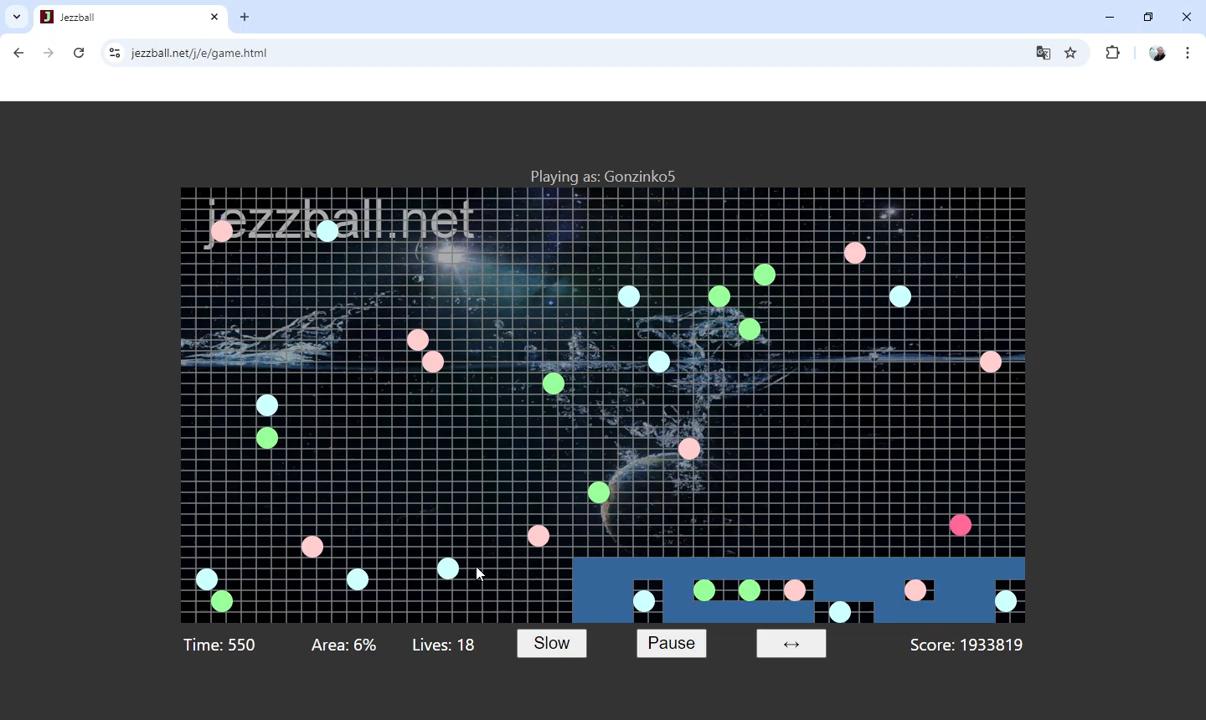 Jezzball
jezzball.net/j/e/game.html
Playing as: Gonzinko5
jezzball.net
Time: 550 Area: 6% Lives: 18 Slow Pause ↔ Score: 1933819